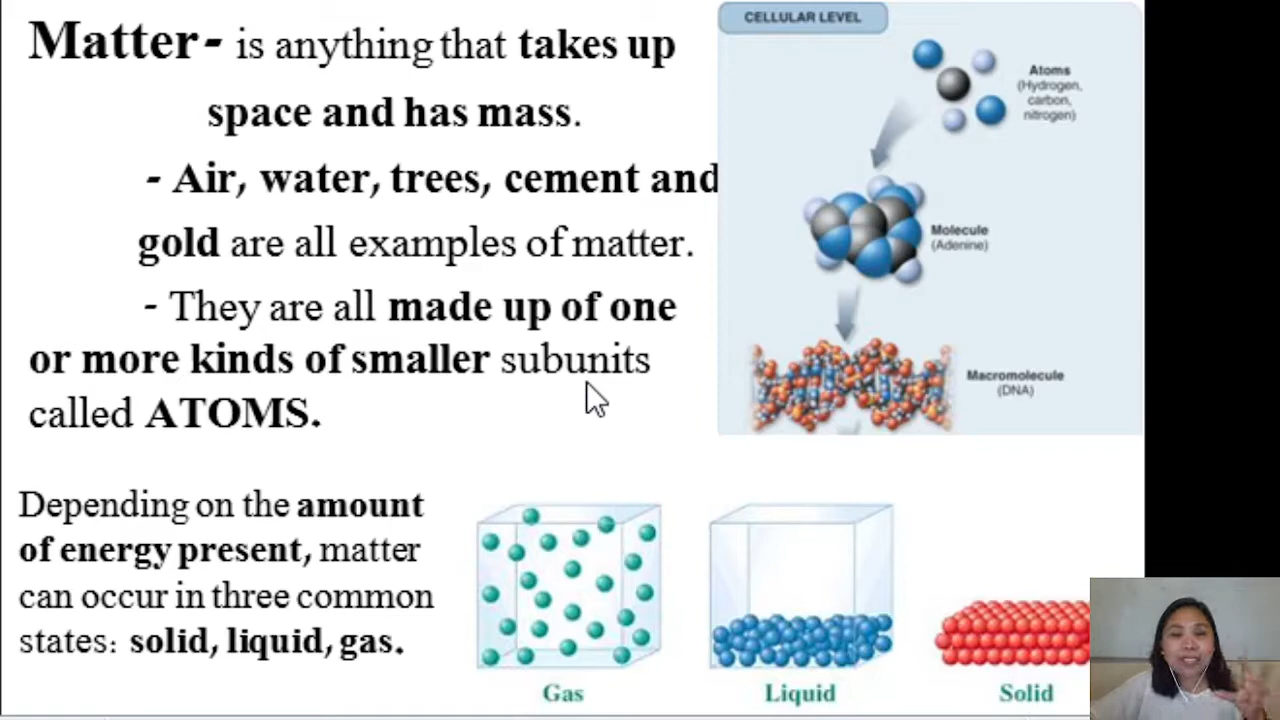 Matter- is anything that takes up
space and has mass.
- Air, water, trees, cement and
gold are all examples of matter.
- They are all made up of one
or more kinds of smaller subunits
called ATOMS.
CELLULAR LEVEL
Atoms
(Hydrogen,
carbon,
nitrogen)
Molecule
(Adenine)
Macromolecule
(DNA)
Depending on the amount
of energy present, matter
can occur in three common
states: solid, liquid, gas.
Gas
Liquid
Solid